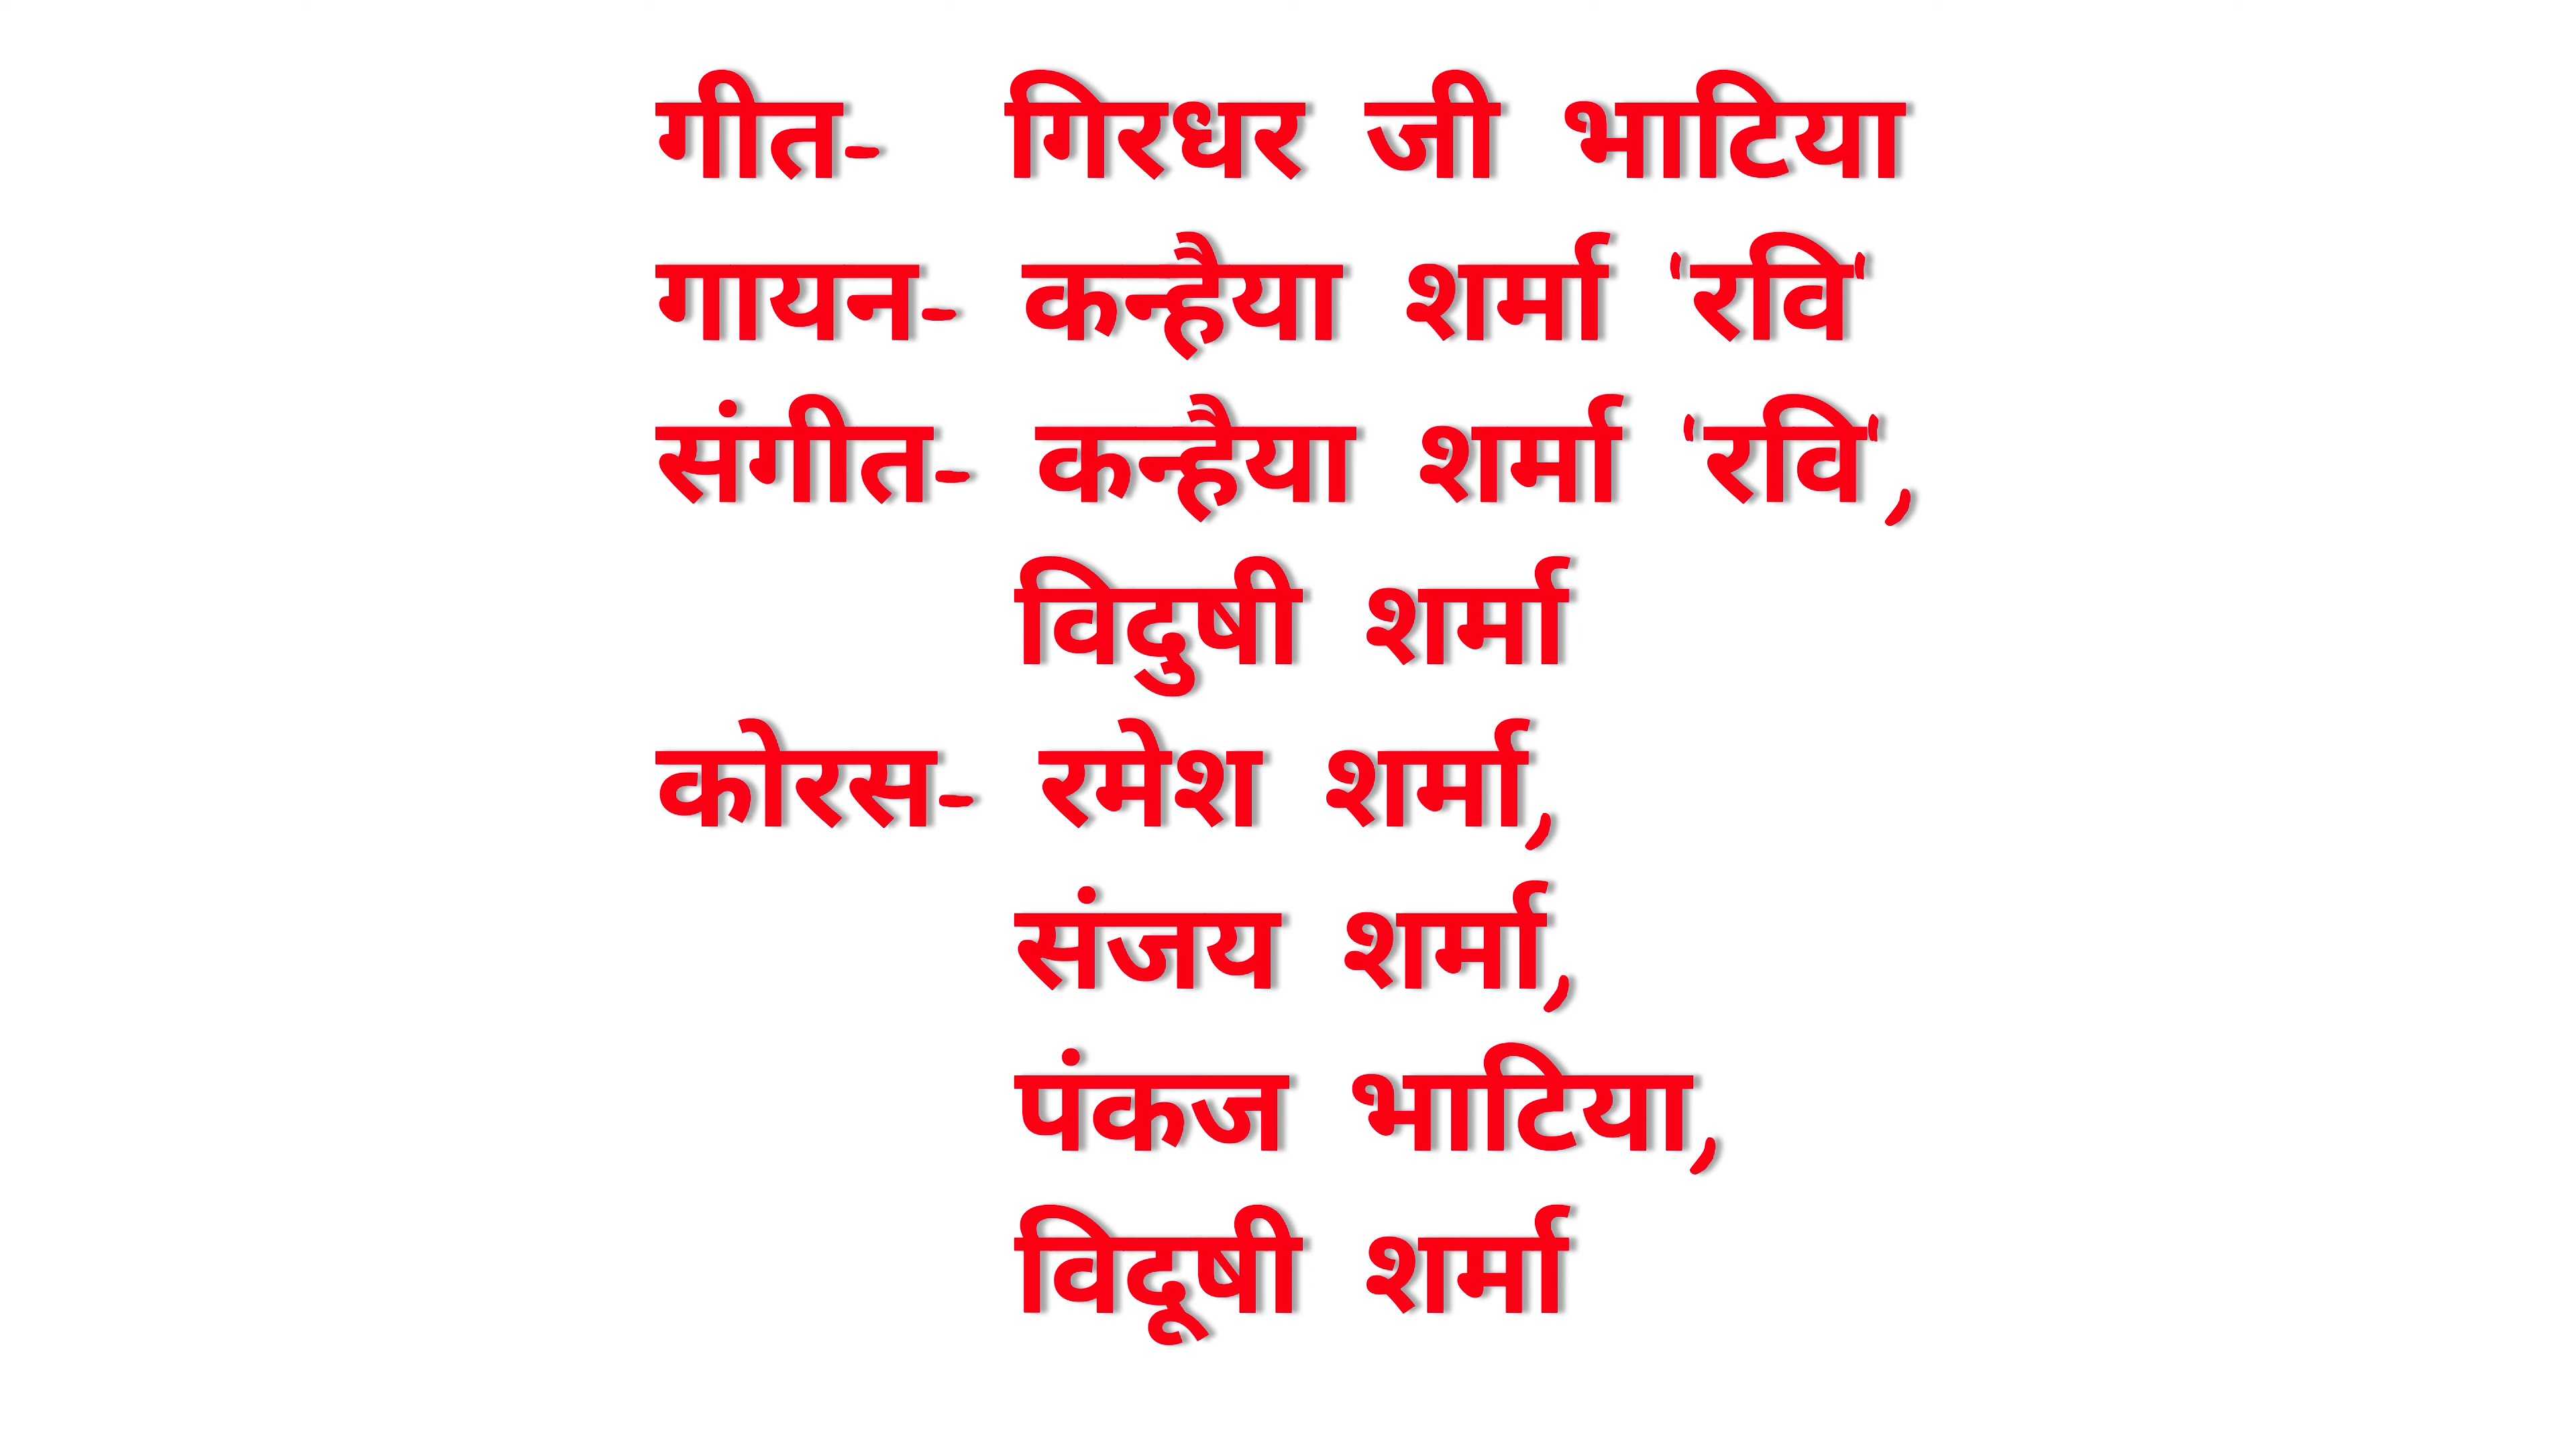 गीत- गिरधर जी भाटिया
गायन- कन्हैया शर्मा 'रवि'
संगीत- कन्हैया शर्मा 'रवि',
विदुषी शर्मा
कोरस- रमेश शर्मा,
संजय शर्मा,
पंकज भाटिया,
विदूषी शर्मा